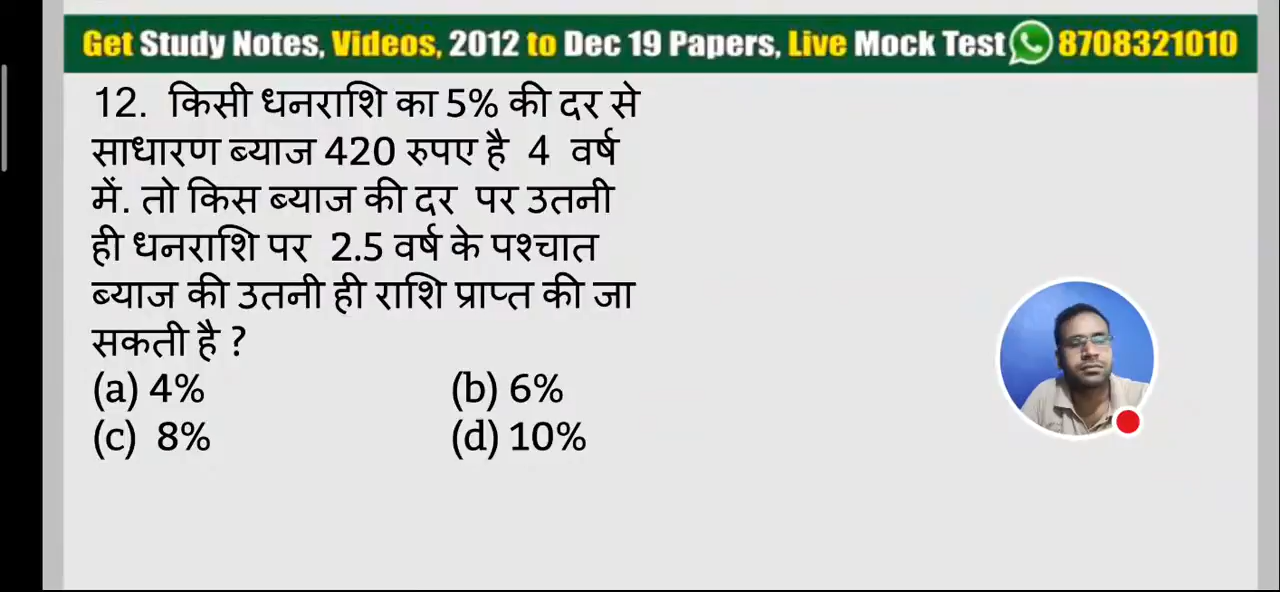 Get Study Notes, Videos, 2012 to Dec 19 Papers, Live Mock Test 8708321010
12. किसी धनराशि का 5% की दर से
साधारण ब्याज 420 रुपए है 4 वर्ष
में. तो किस ब्याज की दर पर उतनी
ही धनराशि पर 2.5 वर्ष के पश्चात
ब्याज की उतनी ही राशि प्राप्त की जा
सकती है ?
(a) 4% (b) 6%
(c) 8% (d) 10%